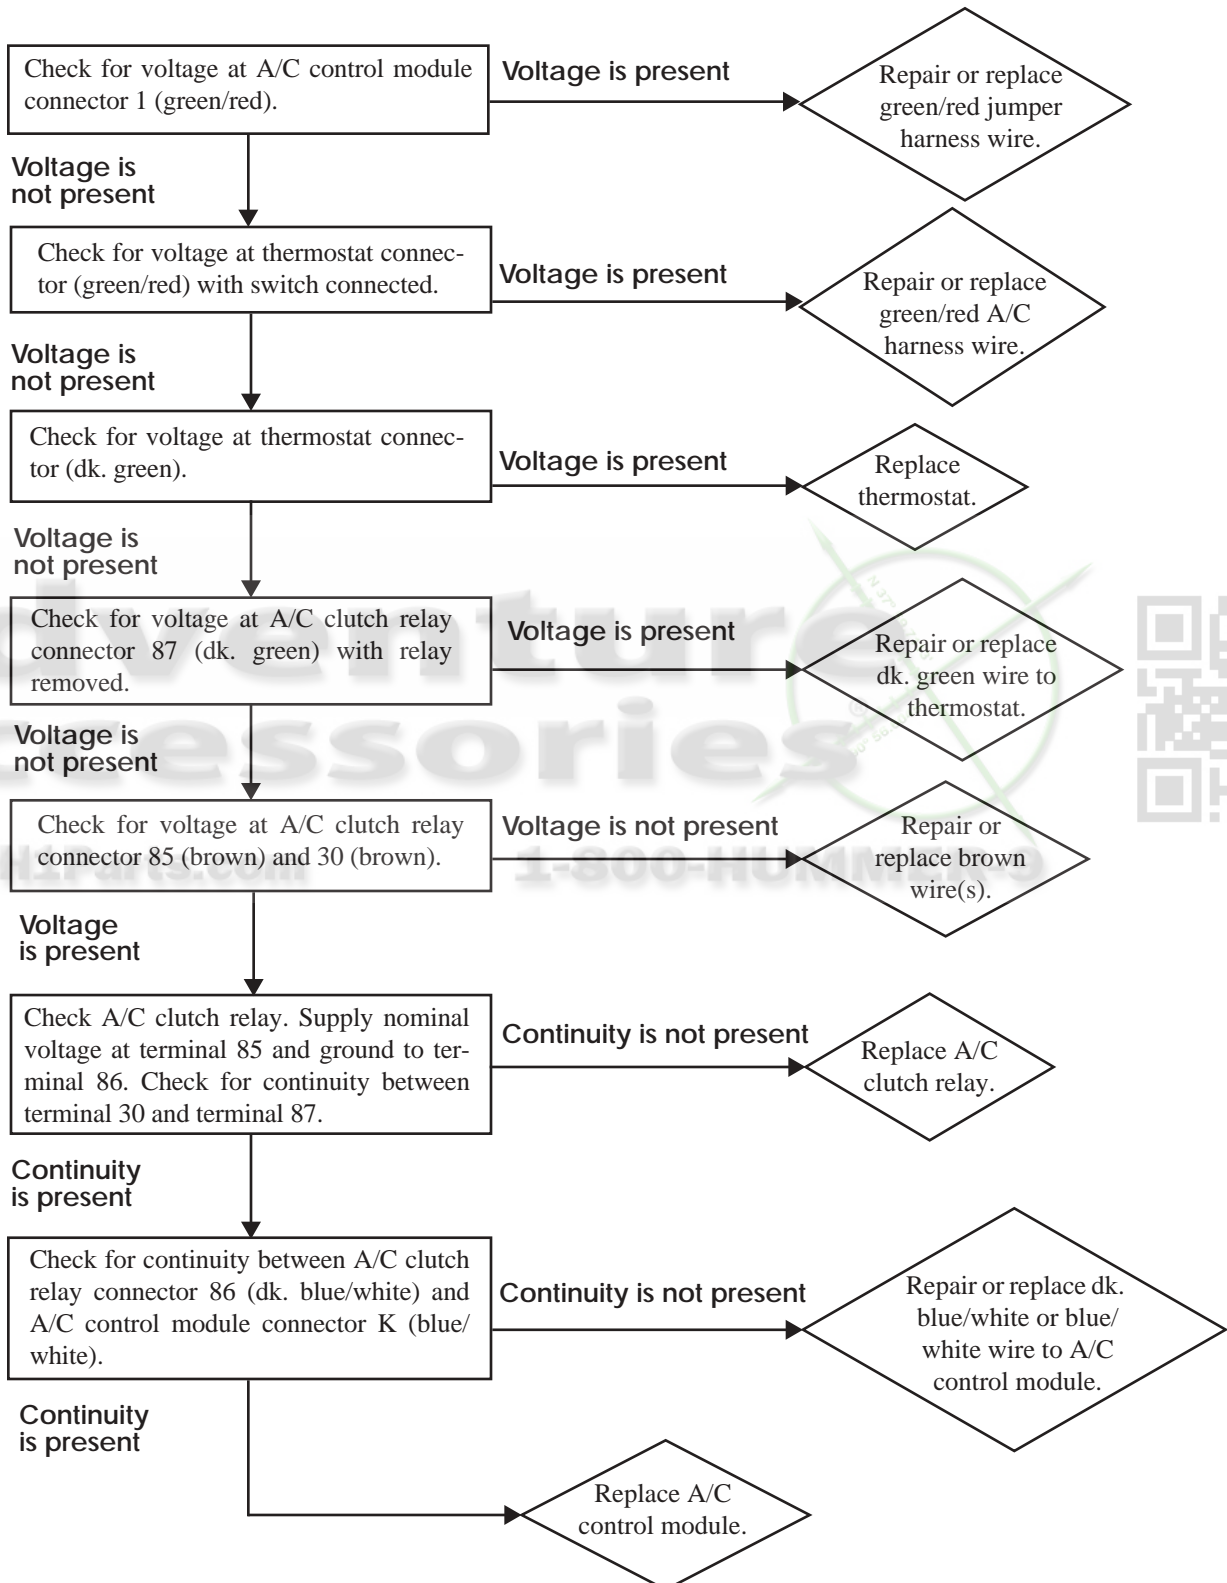 Check for voltage at A/C control module
connector 1 (green/red).
Voltage is present
Repair or replace
green/red jumper
harness wire.
Voltage is
not present
Check for voltage at thermostat connec-
tor (green/red) with switch connected.
Voltage is present
Repair or replace
green/red A/C
harness wire.
Voltage is
not present
Check for voltage at thermostat connec-
tor (dk. green).
Voltage is present
Replace
thermostat.
Voltage is
not present
Check for voltage at A/C clutch relay
connector 87 (dk. green) with relay
removed.
Voltage is present
Repair or replace
dk. green wire to
thermostat.
Voltage is
not present
Check for voltage at A/C clutch relay
connector 85 (brown) and 30 (brown).
Voltage is not present
Repair or
replace brown
wire(s).
Voltage
is present
Check A/C clutch relay. Supply nominal
voltage at terminal 85 and ground to ter-
minal 86. Check for continuity between
terminal 30 and terminal 87.
Continuity is not present
Replace A/C
clutch relay.
Continuity
is present
Check for continuity between A/C clutch
relay connector 86 (dk. blue/white) and
A/C control module connector K (blue/
white).
Continuity is not present
Repair or replace dk.
blue/white or blue/
white wire to A/C
control module.
Continuity
is present
Replace A/C
control module.
dventure
ccessories
®
H1Parts.com
1-800-HUMMER-9